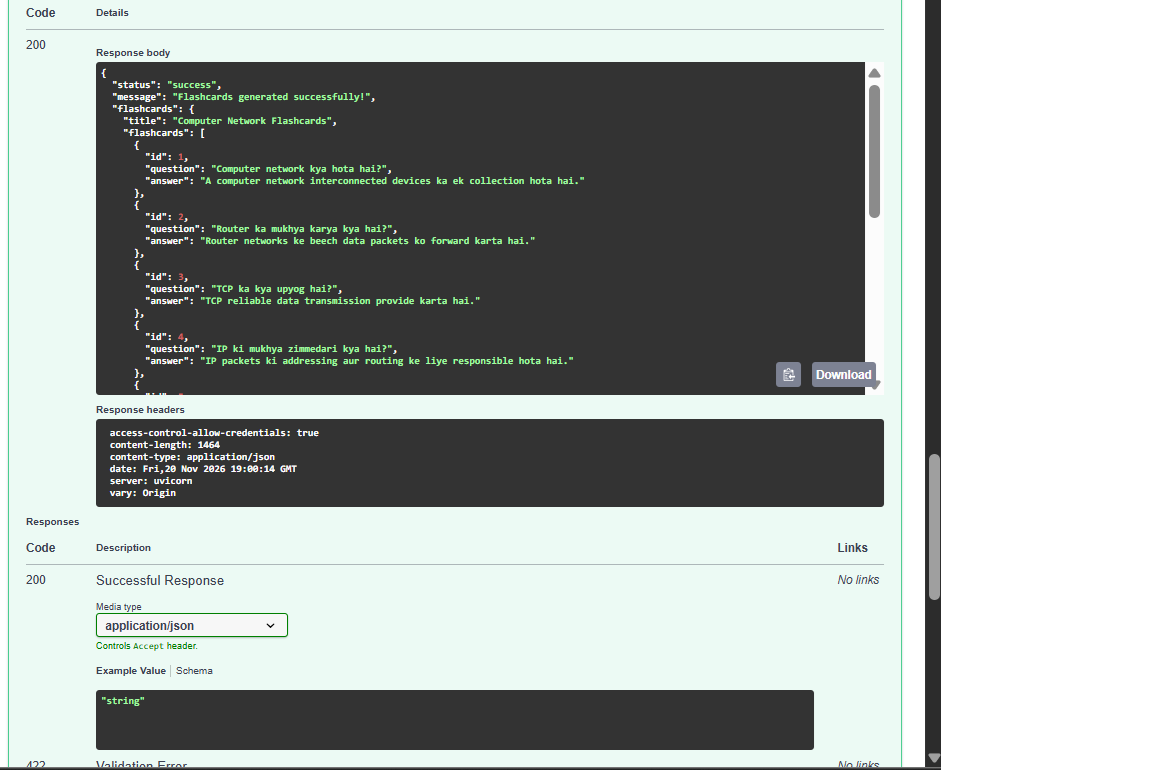 Code Details
200
Response body
{
"status": "success",
"message": "Flashcards generated successfully!",
"flashcards": {
"title": "Computer Network Flashcards",
"flashcards": [
{
"id": 1,
"question": "Computer network kya hota hai?",
"answer": "A computer network interconnected devices ka ek collection hota hai."
},
{
"id": 2,
"question": "Router ka mukhya karya kya hai?",
"answer": "Router networks ke beech data packets ko forward karta hai."
},
{
"id": 3,
"question": "TCP ka kya upyog hai?",
"answer": "TCP reliable data transmission provide karta hai."
},
{
"id": 4,
"question": "IP ki mukhya zimmedari kya hai?",
"answer": "IP packets ki addressing aur routing ke liye responsible hota hai."
},
{
Download
Response headers
access-control-allow-credentials: true
content-length: 1464
content-type: application/json
date: Fri,20 Nov 2026 19:00:14 GMT
server: uvicorn
vary: Origin
Responses
Code Description Links
200 Successful Response No links
Media type
application/json
Controls Accept header.
Example Value Schema
"string"
422 Validation Error No links